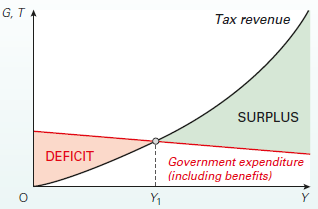 G, T
Tax revenue
SURPLUS
DEFICIT
Government expenditure
(including benefits)
O
Y₁
Y